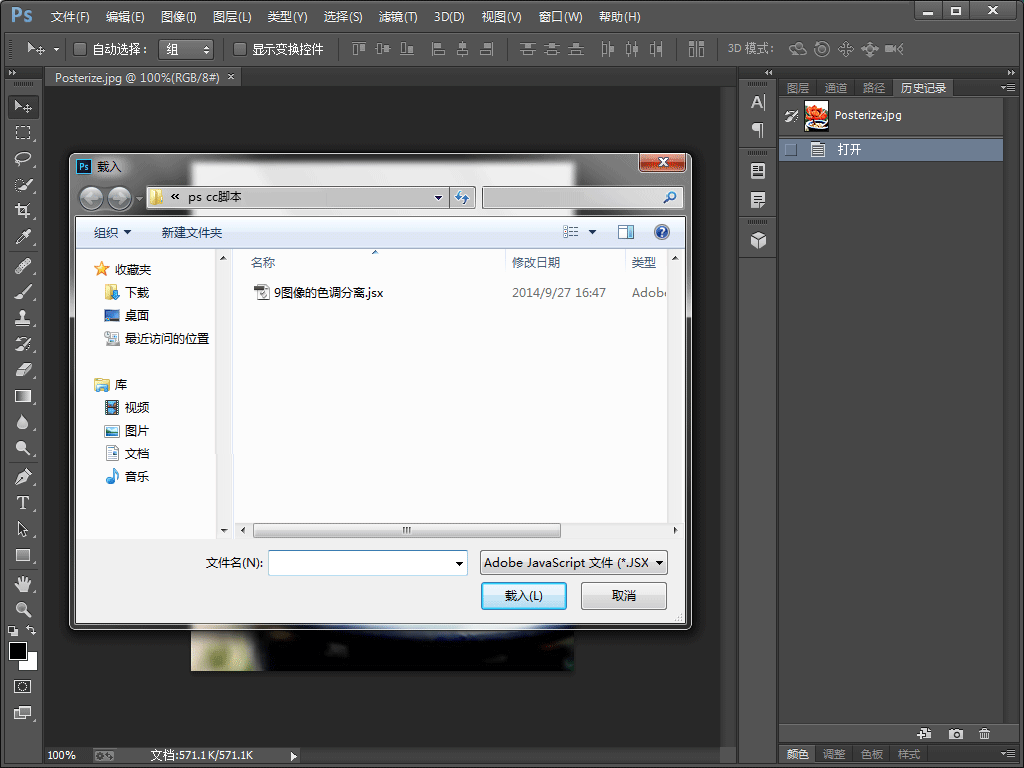 Ps 文件(F) 编辑(E) 图像(I) 图层(L) 类型(Y) 选择(S) 滤镜(T) 3D(D) 视图(V) 窗口(W) 帮助(H)
自动选择： 组 显示变换控件 3D 模式：
Posterize.jpg @ 100%(RGB/8#) ×
图层 通道 路径 历史记录
Posterize.jpg
打开
Ps 载入
« ps cc脚本
组织 新建文件夹
收藏夹
下载
桌面
最近访问的位置
库
视频
图片
文档
音乐
名称 修改日期 类型
9图像的色调分离.jsx 2014/9/27 16:47 Adobe
文件名(N): Adobe JavaScript 文件 (*.JSX
载入(L) 取消
100% 文档:571.1K/571.1K
颜色 调整 色板 样式